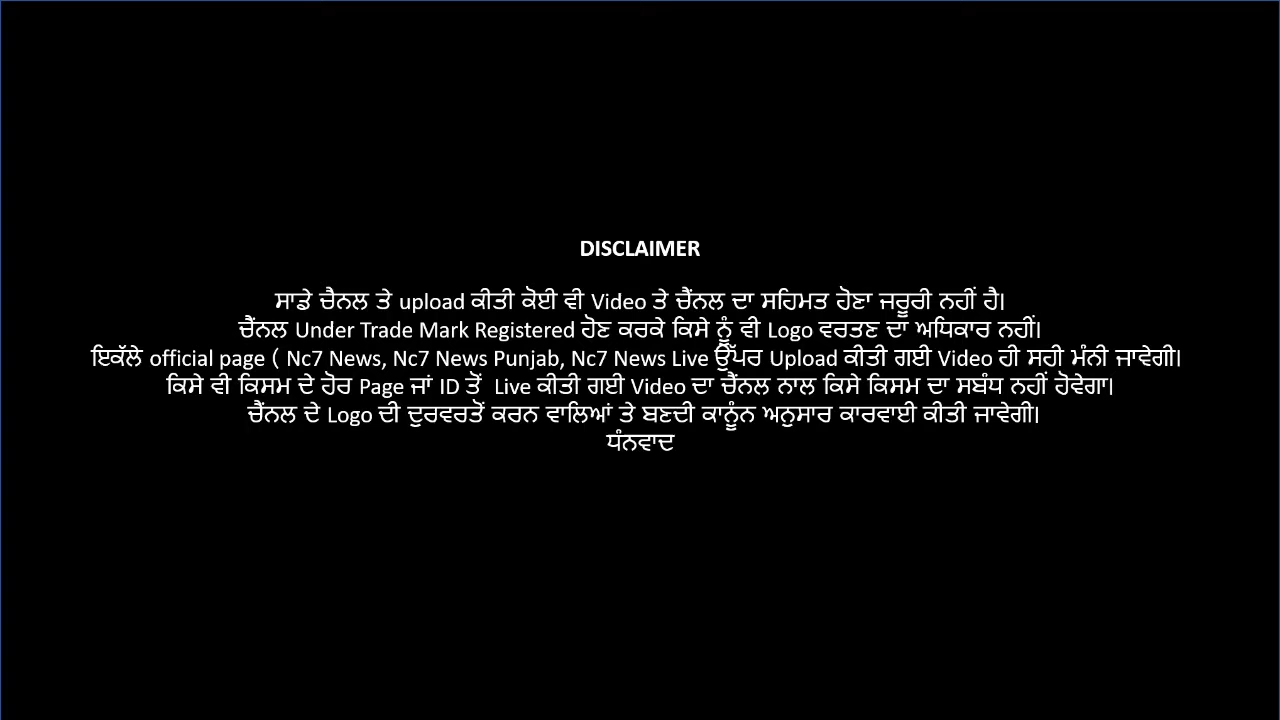 DISCLAIMER
ਸਾਡੇ ਚੈਨਲ ਤੇ upload ਕੀਤੀ ਕੋਈ ਵੀ Video ਤੇ ਚੈਂਨਲ ਦਾ ਸਹਿਮਤ ਹੋਣਾ ਜਰੂਰੀ ਨਹੀਂ ਹੈ।
ਚੈਂਨਲ Under Trade Mark Registered ਹੋਣ ਕਰਕੇ ਕਿਸੇ ਨੂੰ ਵੀ Logo ਵਰਤਣ ਦਾ ਅਧਿਕਾਰ ਨਹੀਂ।
ਇਕੱਲੇ official page ( Nc7 News, Nc7 News Punjab, Nc7 News Live ਉੱਪਰ Upload ਕੀਤੀ ਗਈ Video ਹੀ ਸਹੀ ਮੰਨੀ ਜਾਵੇਗੀ।
ਕਿਸੇ ਵੀ ਕਿਸਮ ਦੇ ਹੋਰ Page ਜਾਂ ID ਤੋਂ Live ਕੀਤੀ ਗਈ Video ਦਾ ਚੈਂਨਲ ਨਾਲ ਕਿਸੇ ਕਿਸਮ ਦਾ ਸਬੰਧ ਨਹੀਂ ਹੋਵੇਗਾ।
ਚੈਂਨਲ ਦੇ Logo ਦੀ ਦੁਰਵਰਤੋਂ ਕਰਨ ਵਾਲਿਆਂ ਤੇ ਬਣਦੀ ਕਾਨੂੰਨ ਅਨੁਸਾਰ ਕਾਰਵਾਈ ਕੀਤੀ ਜਾਵੇਗੀ।
ਧੰਨਵਾਦ